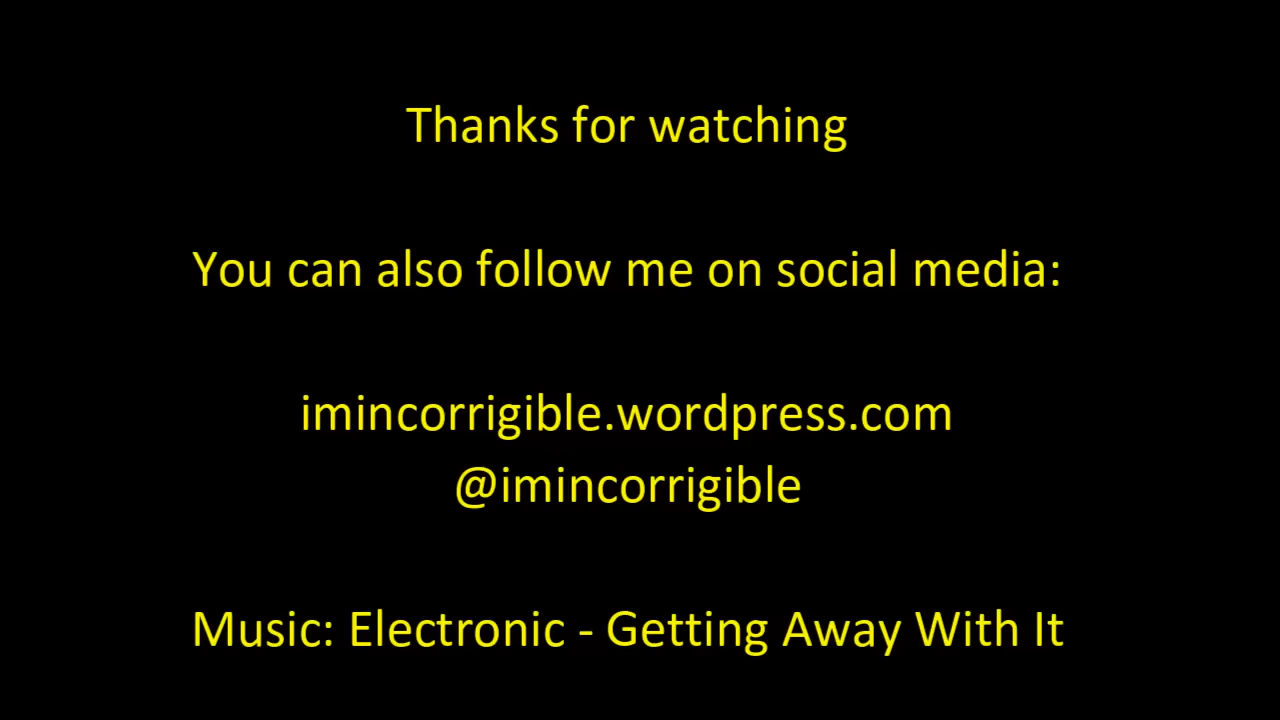 Thanks for watching
You can also follow me on social media:
imincorrigible.wordpress.com
@imincorrigible
Music: Electronic - Getting Away With It